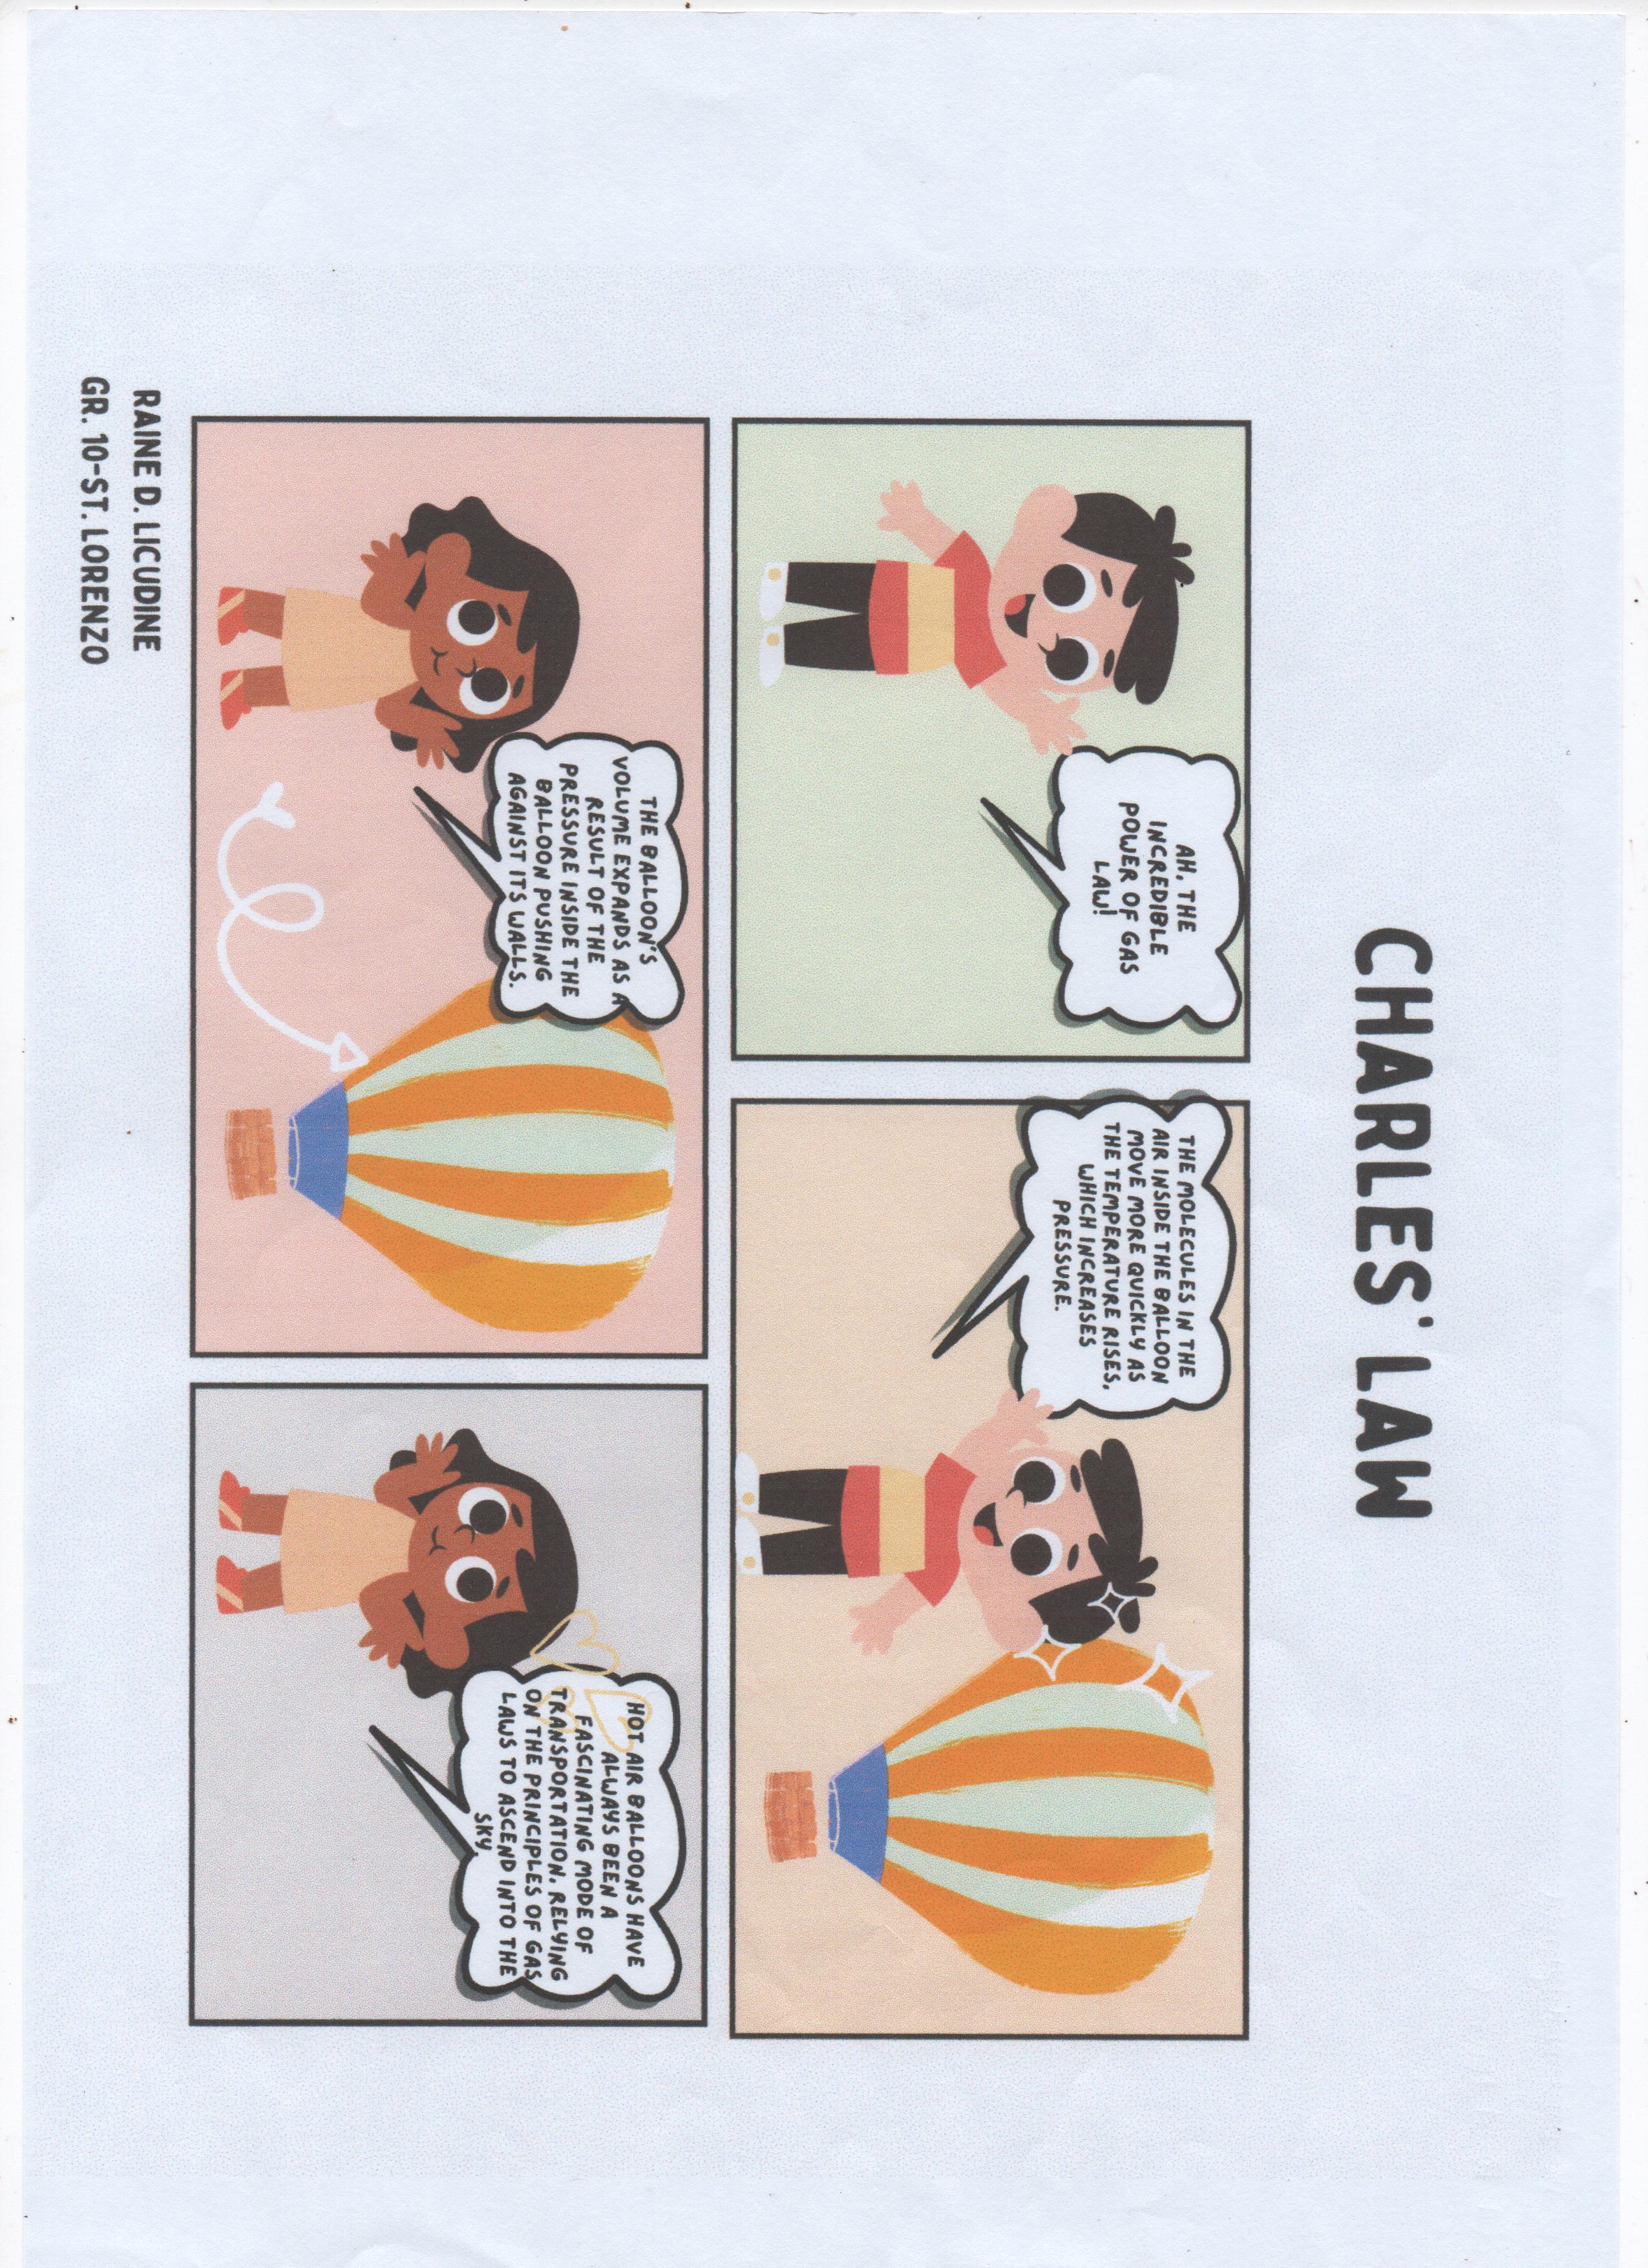 CHARLES' LAW
AH, THE
INCREDIBLE
POWER OF GAS
LAW!
THE MOLECULES IN THE
AIR INSIDE THE BALLOON
MOVE MORE QUICKLY AS
THE TEMPERATURE RISES,
WHICH INCREASES
PRESSURE.
THE BALLOON'S
VOLUME EXPANDS AS A
RESULT OF THE
PRESSURE INSIDE THE
BALLOON PUSHING
AGAINST ITS WALLS.
HOT AIR BALLOONS HAVE
ALWAYS BEEN A
FASCINATING MODE OF
TRANSPORTATION, RELYING
ON THE PRINCIPLES OF GAS
LAWS TO ASCEND INTO THE
SKY.
RAINE D. LICUDINE
GR. 10-ST. LORENZO